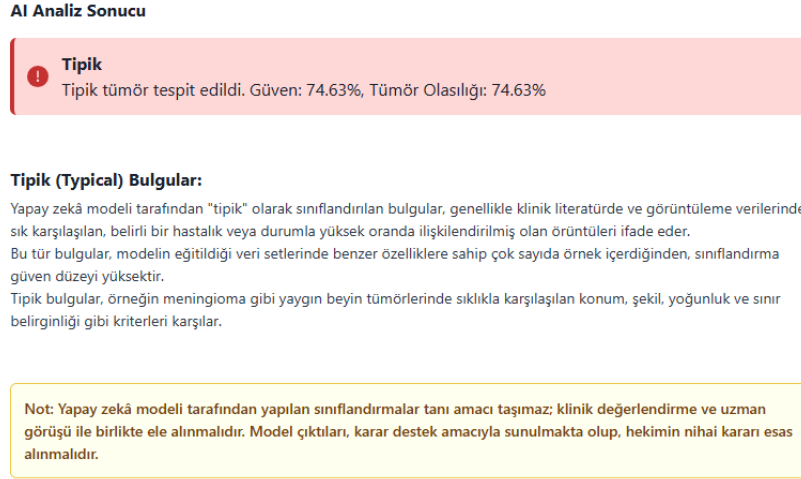 AI Analiz Sonucu
Tipik
Tipik tümör tespit edildi. Güven: 74.63%, Tümör Olasılığı: 74.63%
Tipik (Typical) Bulgular:
Yapay zekâ modeli tarafından "tipik" olarak sınıflandırılan bulgular, genellikle klinik literatürde ve görüntüleme verilerinde
sık karşılaşılan, belirli bir hastalık veya durumla yüksek oranda ilişkilendirilmiş olan örüntüleri ifade eder.
Bu tür bulgular, modelin eğitildiği veri setlerinde benzer özelliklere sahip çok sayıda örnek içerdiğinden, sınıflandırma
güven düzeyi yüksektir.
Tipik bulgular, örneğin meningioma gibi yaygın beyin tümörlerinde sıklıkla karşılaşılan konum, şekil, yoğunluk ve sınır
belirginliği gibi kriterleri karşılar.
Not: Yapay zekâ modeli tarafından yapılan sınıflandırmalar tanı amacı taşımaz; klinik değerlendirme ve uzman
görüşü ile birlikte ele alınmalıdır. Model çıktıları, karar destek amacıyla sunulmakta olup, hekimin nihai kararı esas
alınmalıdır.